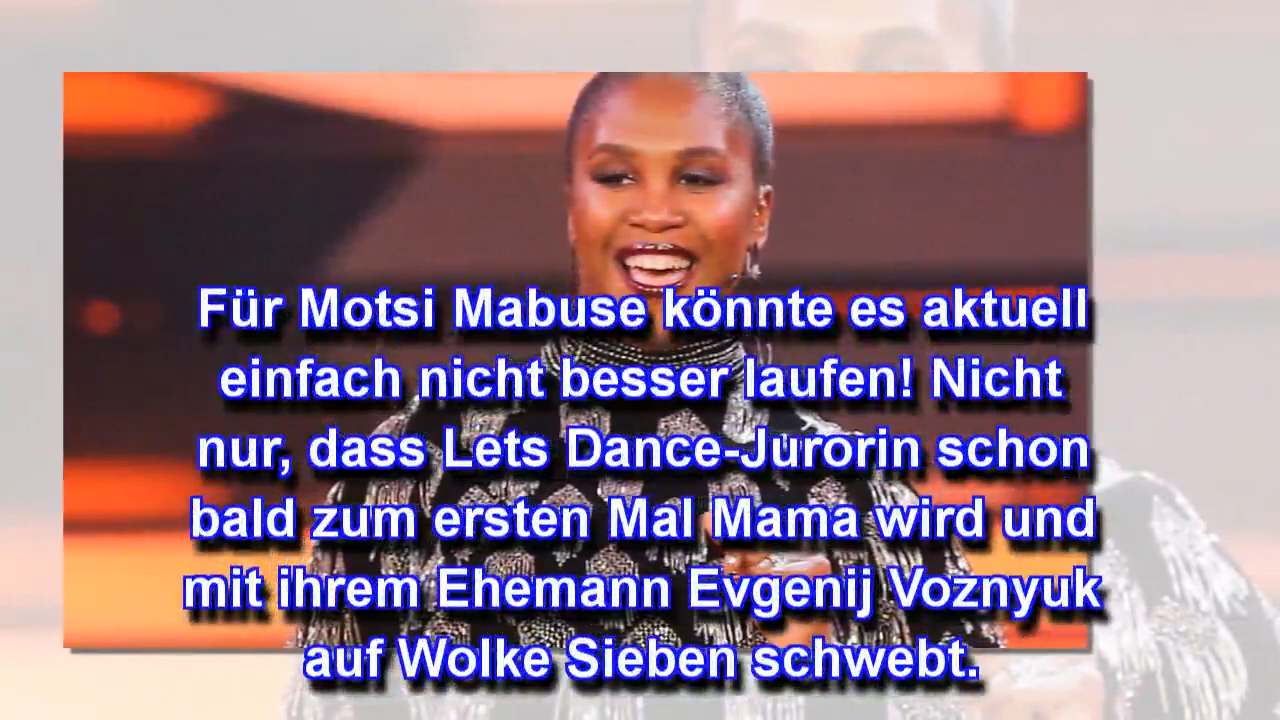 Für Motsi Mabuse könnte es aktuell
einfach nicht besser laufen! Nicht
nur, dass Lets Dance-Jurorin schon
bald zum ersten Mal Mama wird und
mit ihrem Ehemann Evgenij Voznyuk
auf Wolke Sieben schwebt.